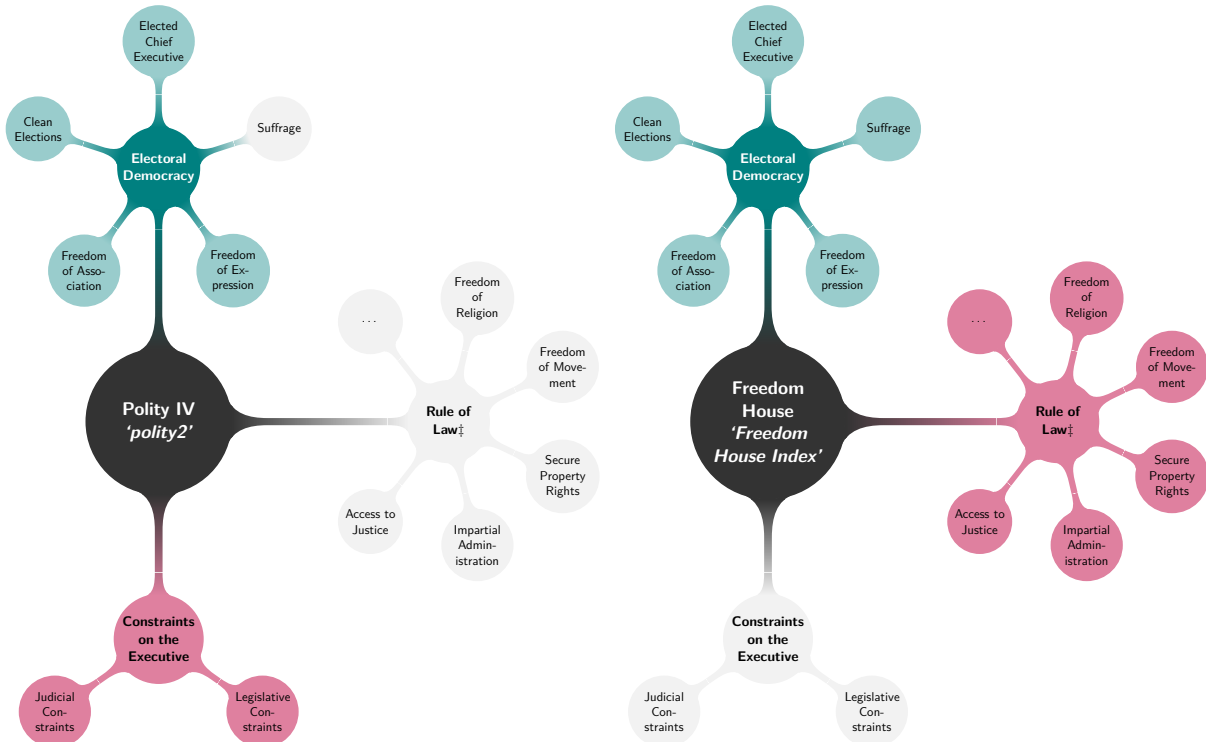 Elected
Chief
Executive
Clean
Elections
Suffrage
Electoral
Democracy
Freedom
of Asso-
ciation
Freedom
of Ex-
pression
Polity IV
‘polity2’
. . .
Freedom
of
Religion
Freedom
of Move-
ment
Rule of
Law‡
Secure
Property
Rights
Access to
Justice
Impartial
Admin-
istration
Constraints
on the
Executive
Judicial
Con-
straints
Legislative
Con-
straints
Elected
Chief
Executive
Clean
Elections
Suffrage
Electoral
Democracy
Freedom
of Asso-
ciation
Freedom
of Ex-
pression
Freedom
House
‘Freedom
House Index’
. . .
Freedom
of
Religion
Freedom
of Move-
ment
Rule of
Law‡
Secure
Property
Rights
Access to
Justice
Impartial
Admin-
istration
Constraints
on the
Executive
Judicial
Con-
straints
Legislative
Con-
straints